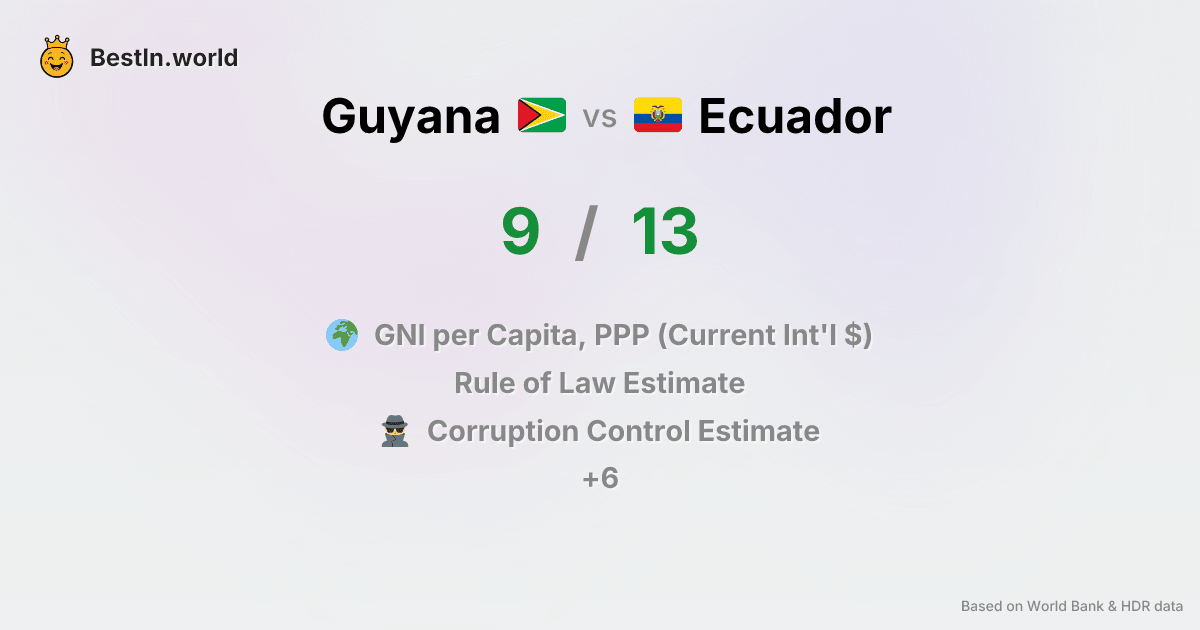 BestIn.world
Guyana vs Ecuador
9 / 13
GNI per Capita, PPP (Current Int'l $)
Rule of Law Estimate
Corruption Control Estimate
+6
Based on World Bank & HDR data